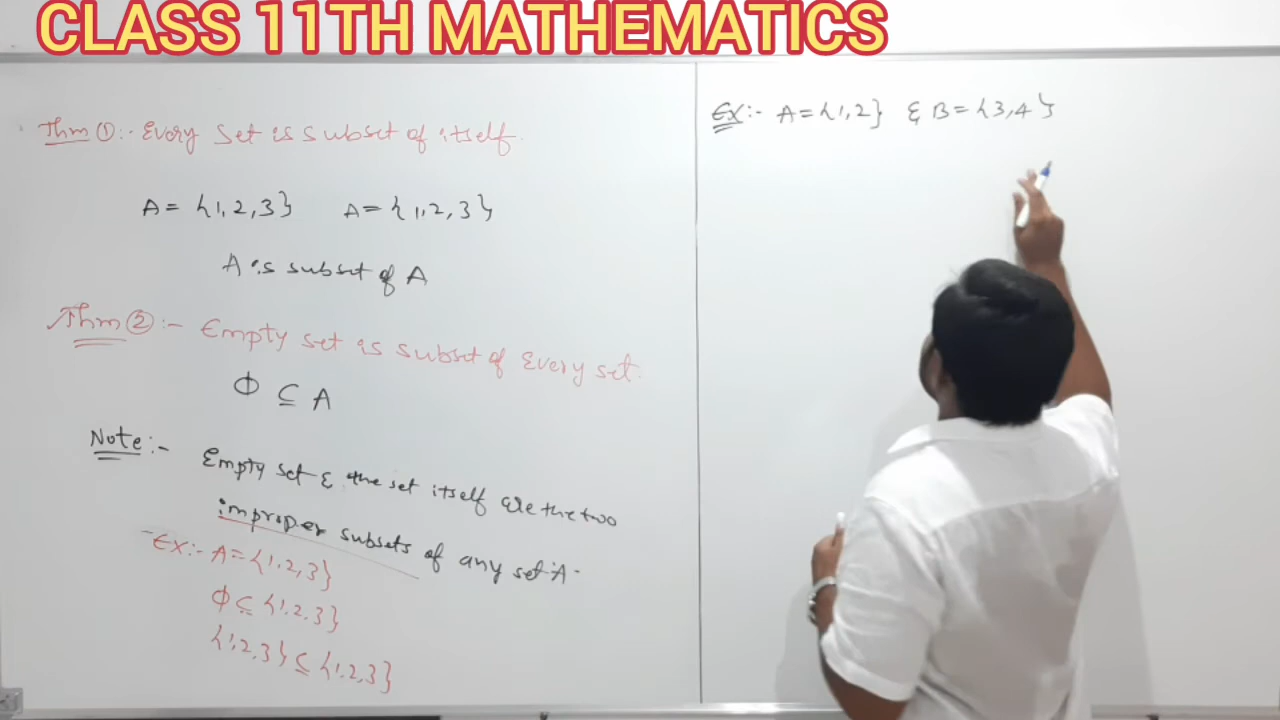 CLASS 11TH MATHEMATICS
Thm ① :- Every set is subset of itself.
A = {1, 2, 3} A = {1, 2, 3}
A is subset of A
Thm ② :- Empty set is subset of Every set.
Φ ⊆ A
Note :- Empty set & the set itself are the two
improper subsets of any set A.
Ex:- A = {1, 2, 3}
Φ ⊆ {1, 2, 3}
{1, 2, 3} ⊆ {1, 2, 3}
Ex:- A = {1, 2} & B = {3, 4}